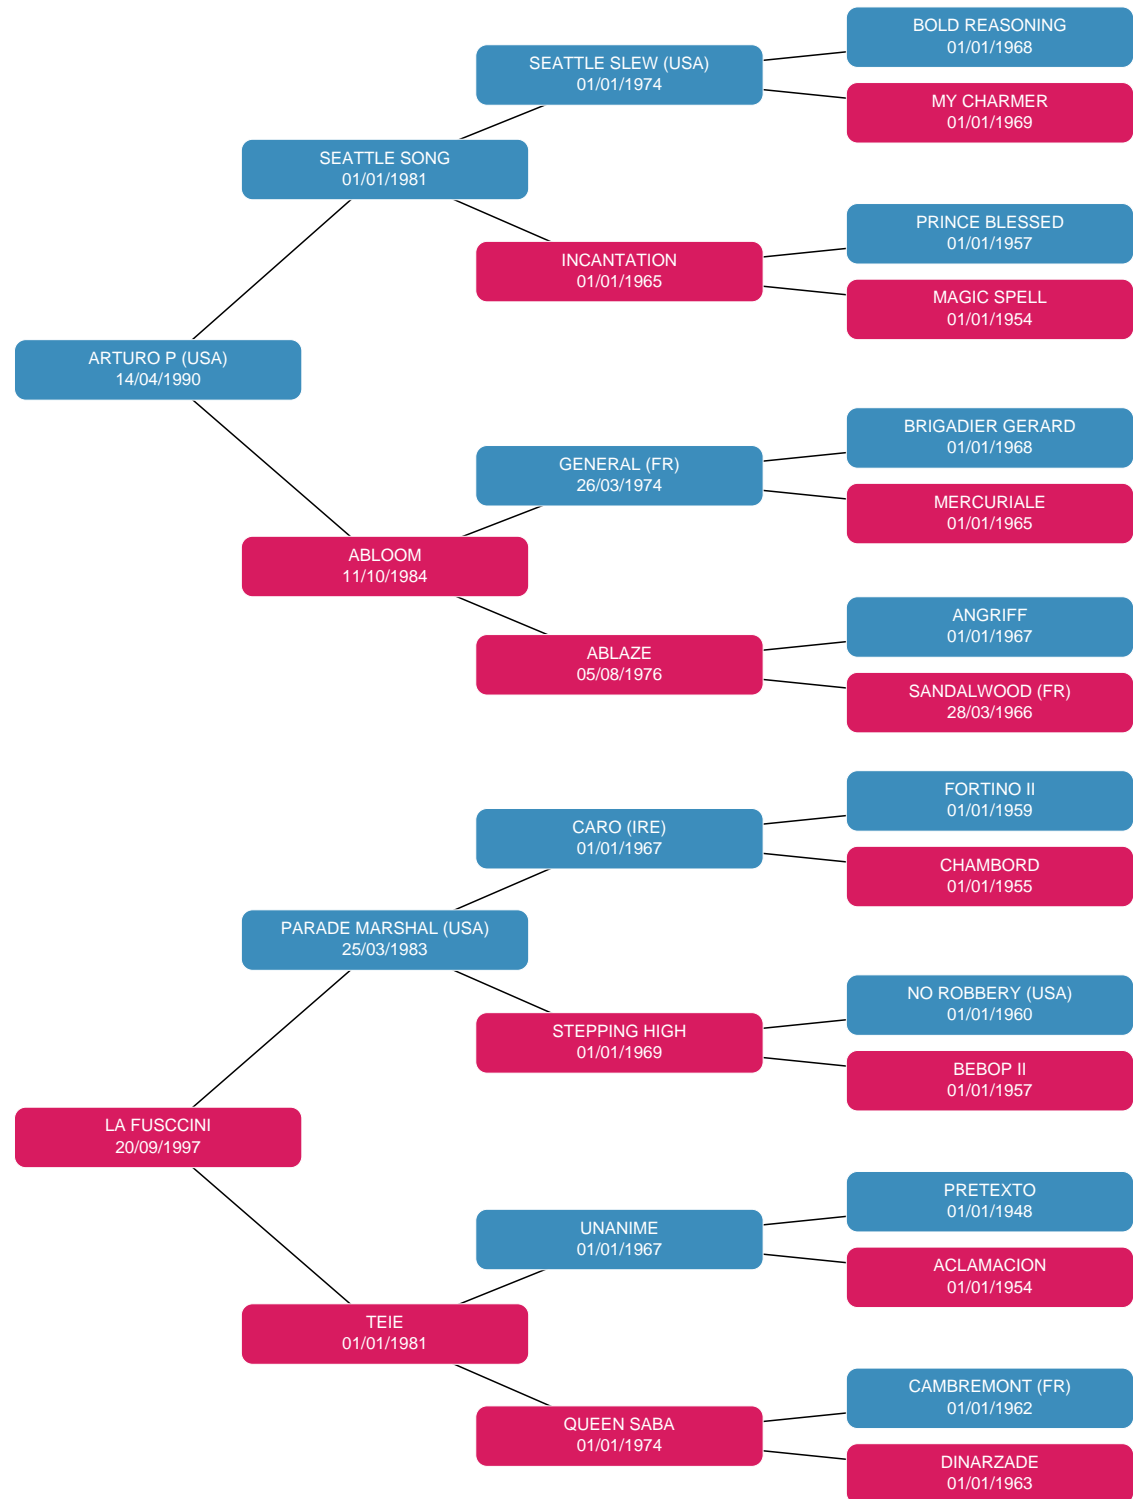 BOLD REASONING
01/01/1968
SEATTLE SLEW (USA)
01/01/1974
MY CHARMER
01/01/1969
SEATTLE SONG
01/01/1981
PRINCE BLESSED
01/01/1957
INCANTATION
01/01/1965
MAGIC SPELL
01/01/1954
ARTURO P (USA)
14/04/1990
BRIGADIER GERARD
01/01/1968
GENERAL (FR)
26/03/1974
MERCURIALE
01/01/1965
ABLOOM
11/10/1984
ANGRIFF
01/01/1967
ABLAZE
05/08/1976
SANDALWOOD (FR)
28/03/1966
FORTINO II
01/01/1959
CARO (IRE)
01/01/1967
CHAMBORD
01/01/1955
PARADE MARSHAL (USA)
25/03/1983
NO ROBBERY (USA)
01/01/1960
STEPPING HIGH
01/01/1969
BEBOP II
01/01/1957
LA FUSCCINI
20/09/1997
PRETEXTO
01/01/1948
UNANIME
01/01/1967
ACLAMACION
01/01/1954
TEIE
01/01/1981
CAMBREMONT (FR)
01/01/1962
QUEEN SABA
01/01/1974
DINARZADE
01/01/1963